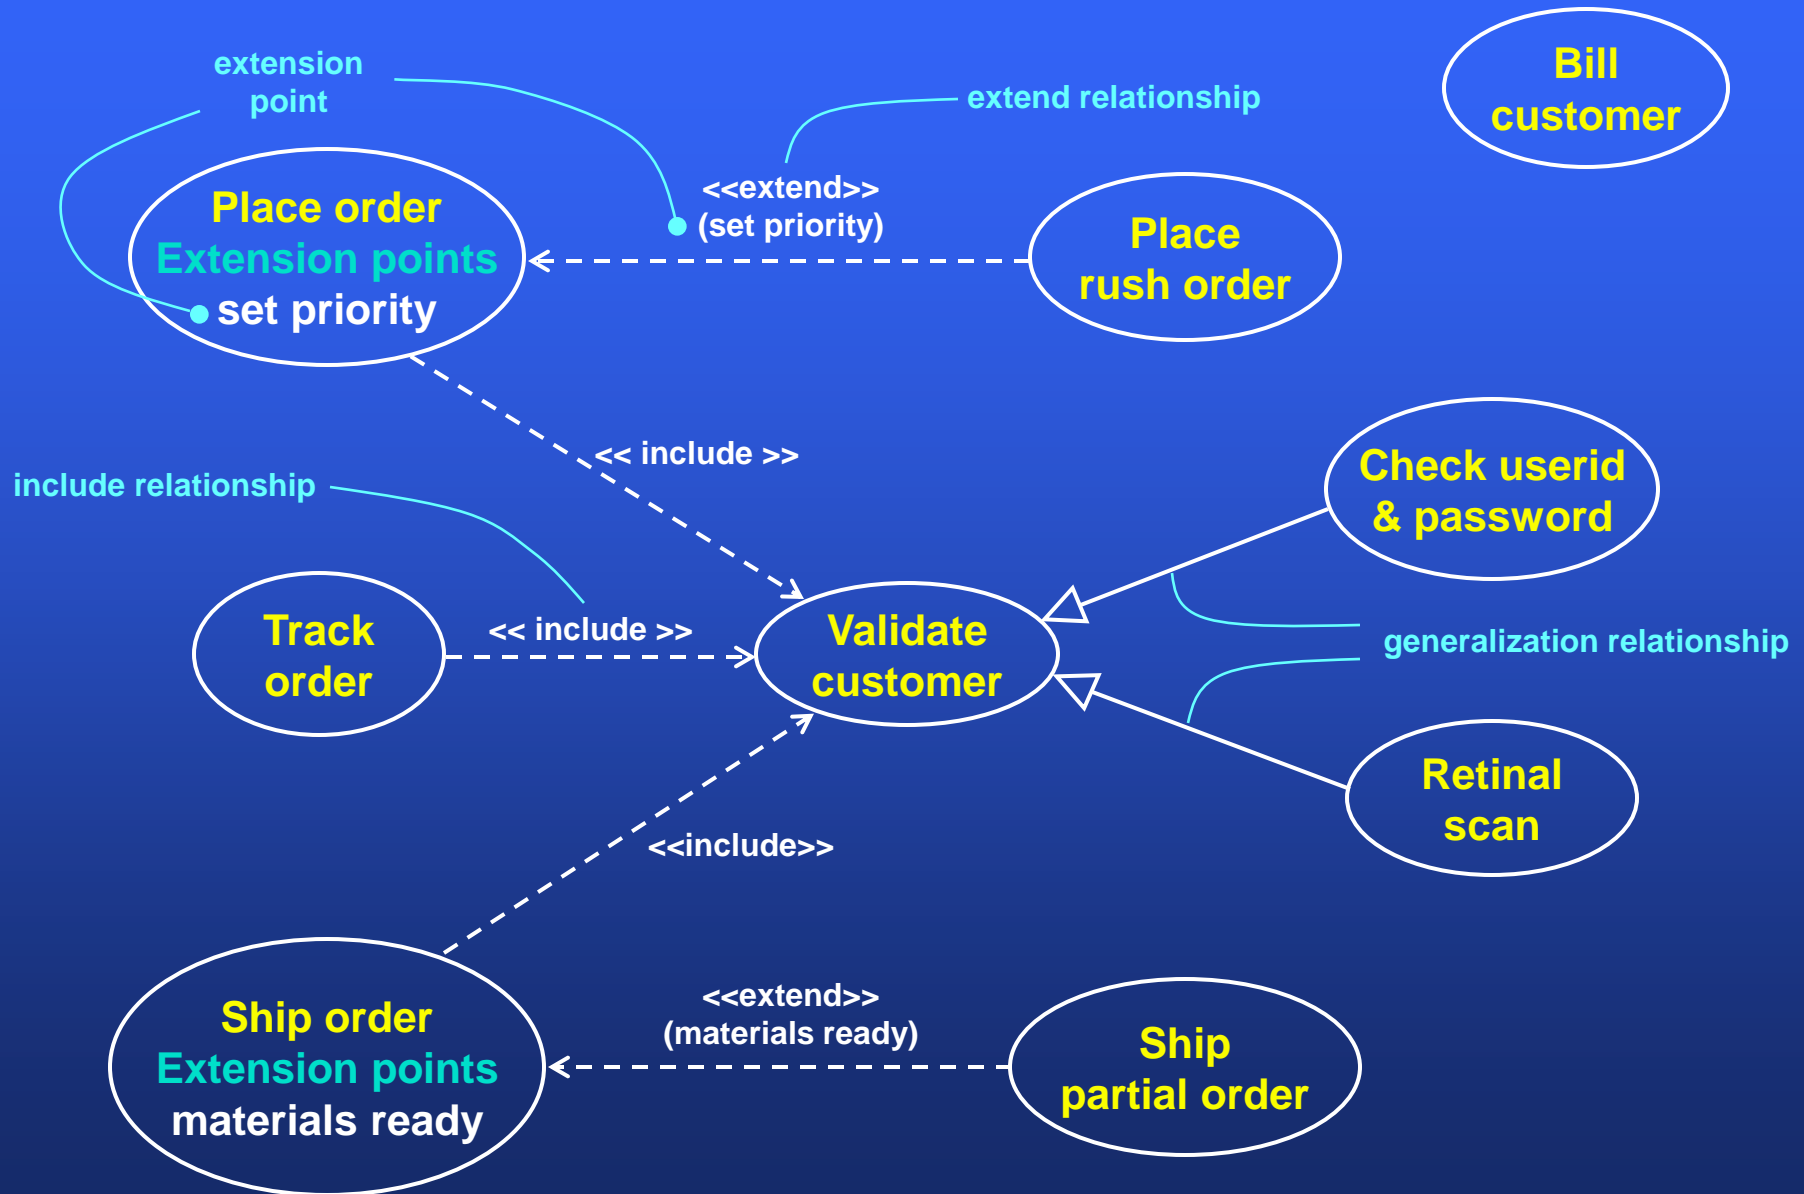 extension
point
extend relationship
Bill
customer
Place order
Extension points
set priority
<<extend>>
(set priority)
Place
rush order
<< include >>
include relationship
Check userid
& password
Track
order
<< include >>
Validate
customer
generalization relationship
Retinal
scan
<<include>>
Ship order
Extension points
materials ready
<<extend>>
(materials ready)
Ship
partial order